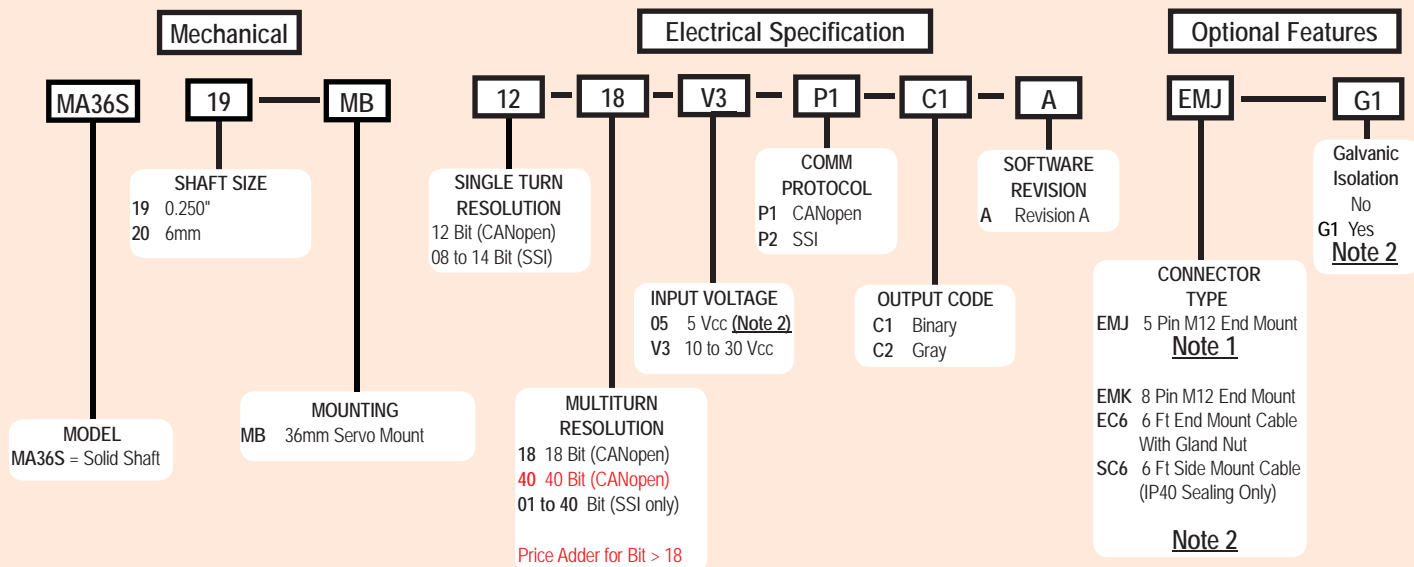 Mechanical
Electrical Specification
Optional Features
MA36S
19
MB
12
18
V3
P1
C1
A
EMJ
G1
SHAFT SIZE
19 0.250"
20 6mm
SINGLE TURN
RESOLUTION
12 Bit (CANopen)
08 to 14 Bit (SSI)
COMM
PROTOCOL
P1 CANopen
P2 SSI
SOFTWARE
REVISION
A Revision A
Galvanic
Isolation
No
G1 Yes
Note 2
INPUT VOLTAGE
05 5 Vcc (Note 2)
V3 10 to 30 Vcc
OUTPUT CODE
C1 Binary
C2 Gray
CONNECTOR
TYPE
EMJ 5 Pin M12 End Mount
Note 1
EMK 8 Pin M12 End Mount
EC6 6 Ft End Mount Cable
With Gland Nut
SC6 6 Ft Side Mount Cable
(IP40 Sealing Only)
Note 2
MODEL
MA36S = Solid Shaft
MOUNTING
MB 36mm Servo Mount
MULTITURN
RESOLUTION
18 18 Bit (CANopen)
40 40 Bit (CANopen)
01 to 40 Bit (SSI only)
Price Adder for Bit > 18